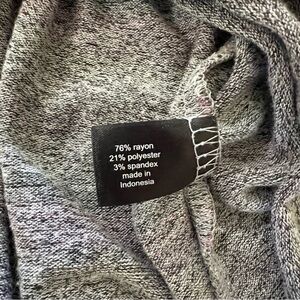 76% rayon
21% polyester
3% spandex
made in
Indonesia